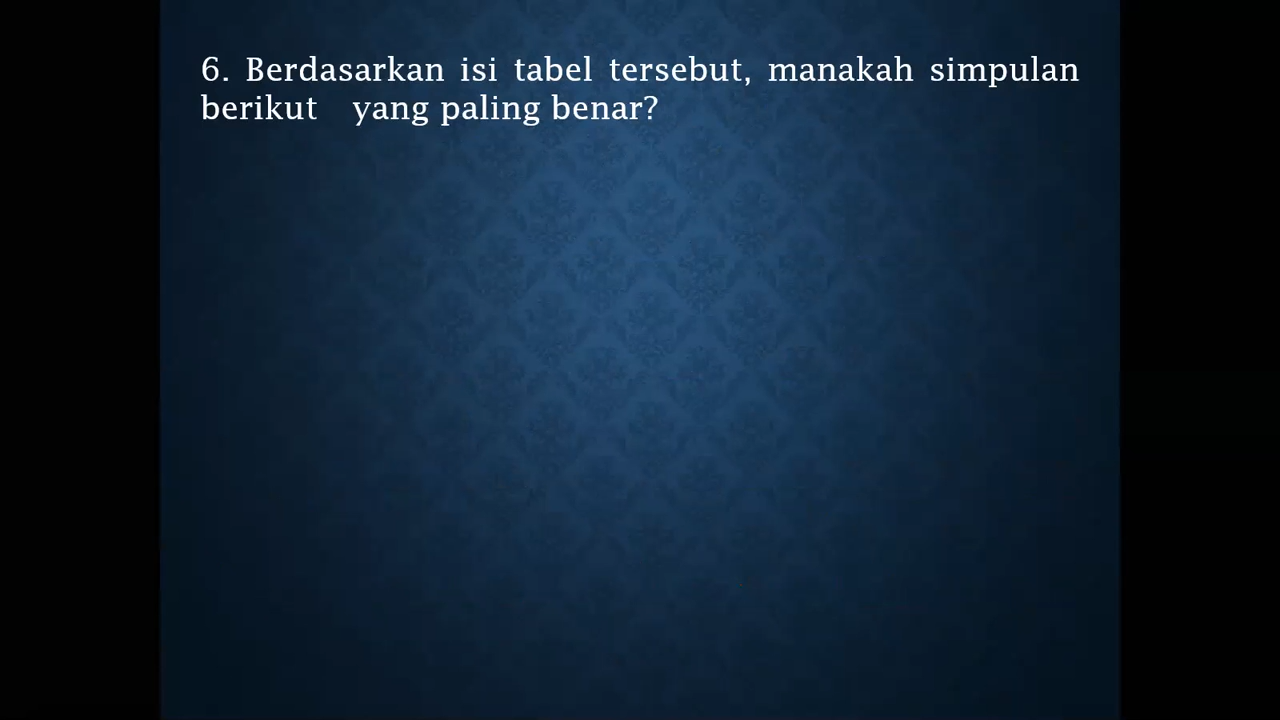 6. Berdasarkan isi tabel tersebut, manakah simpulan
berikut yang paling benar?